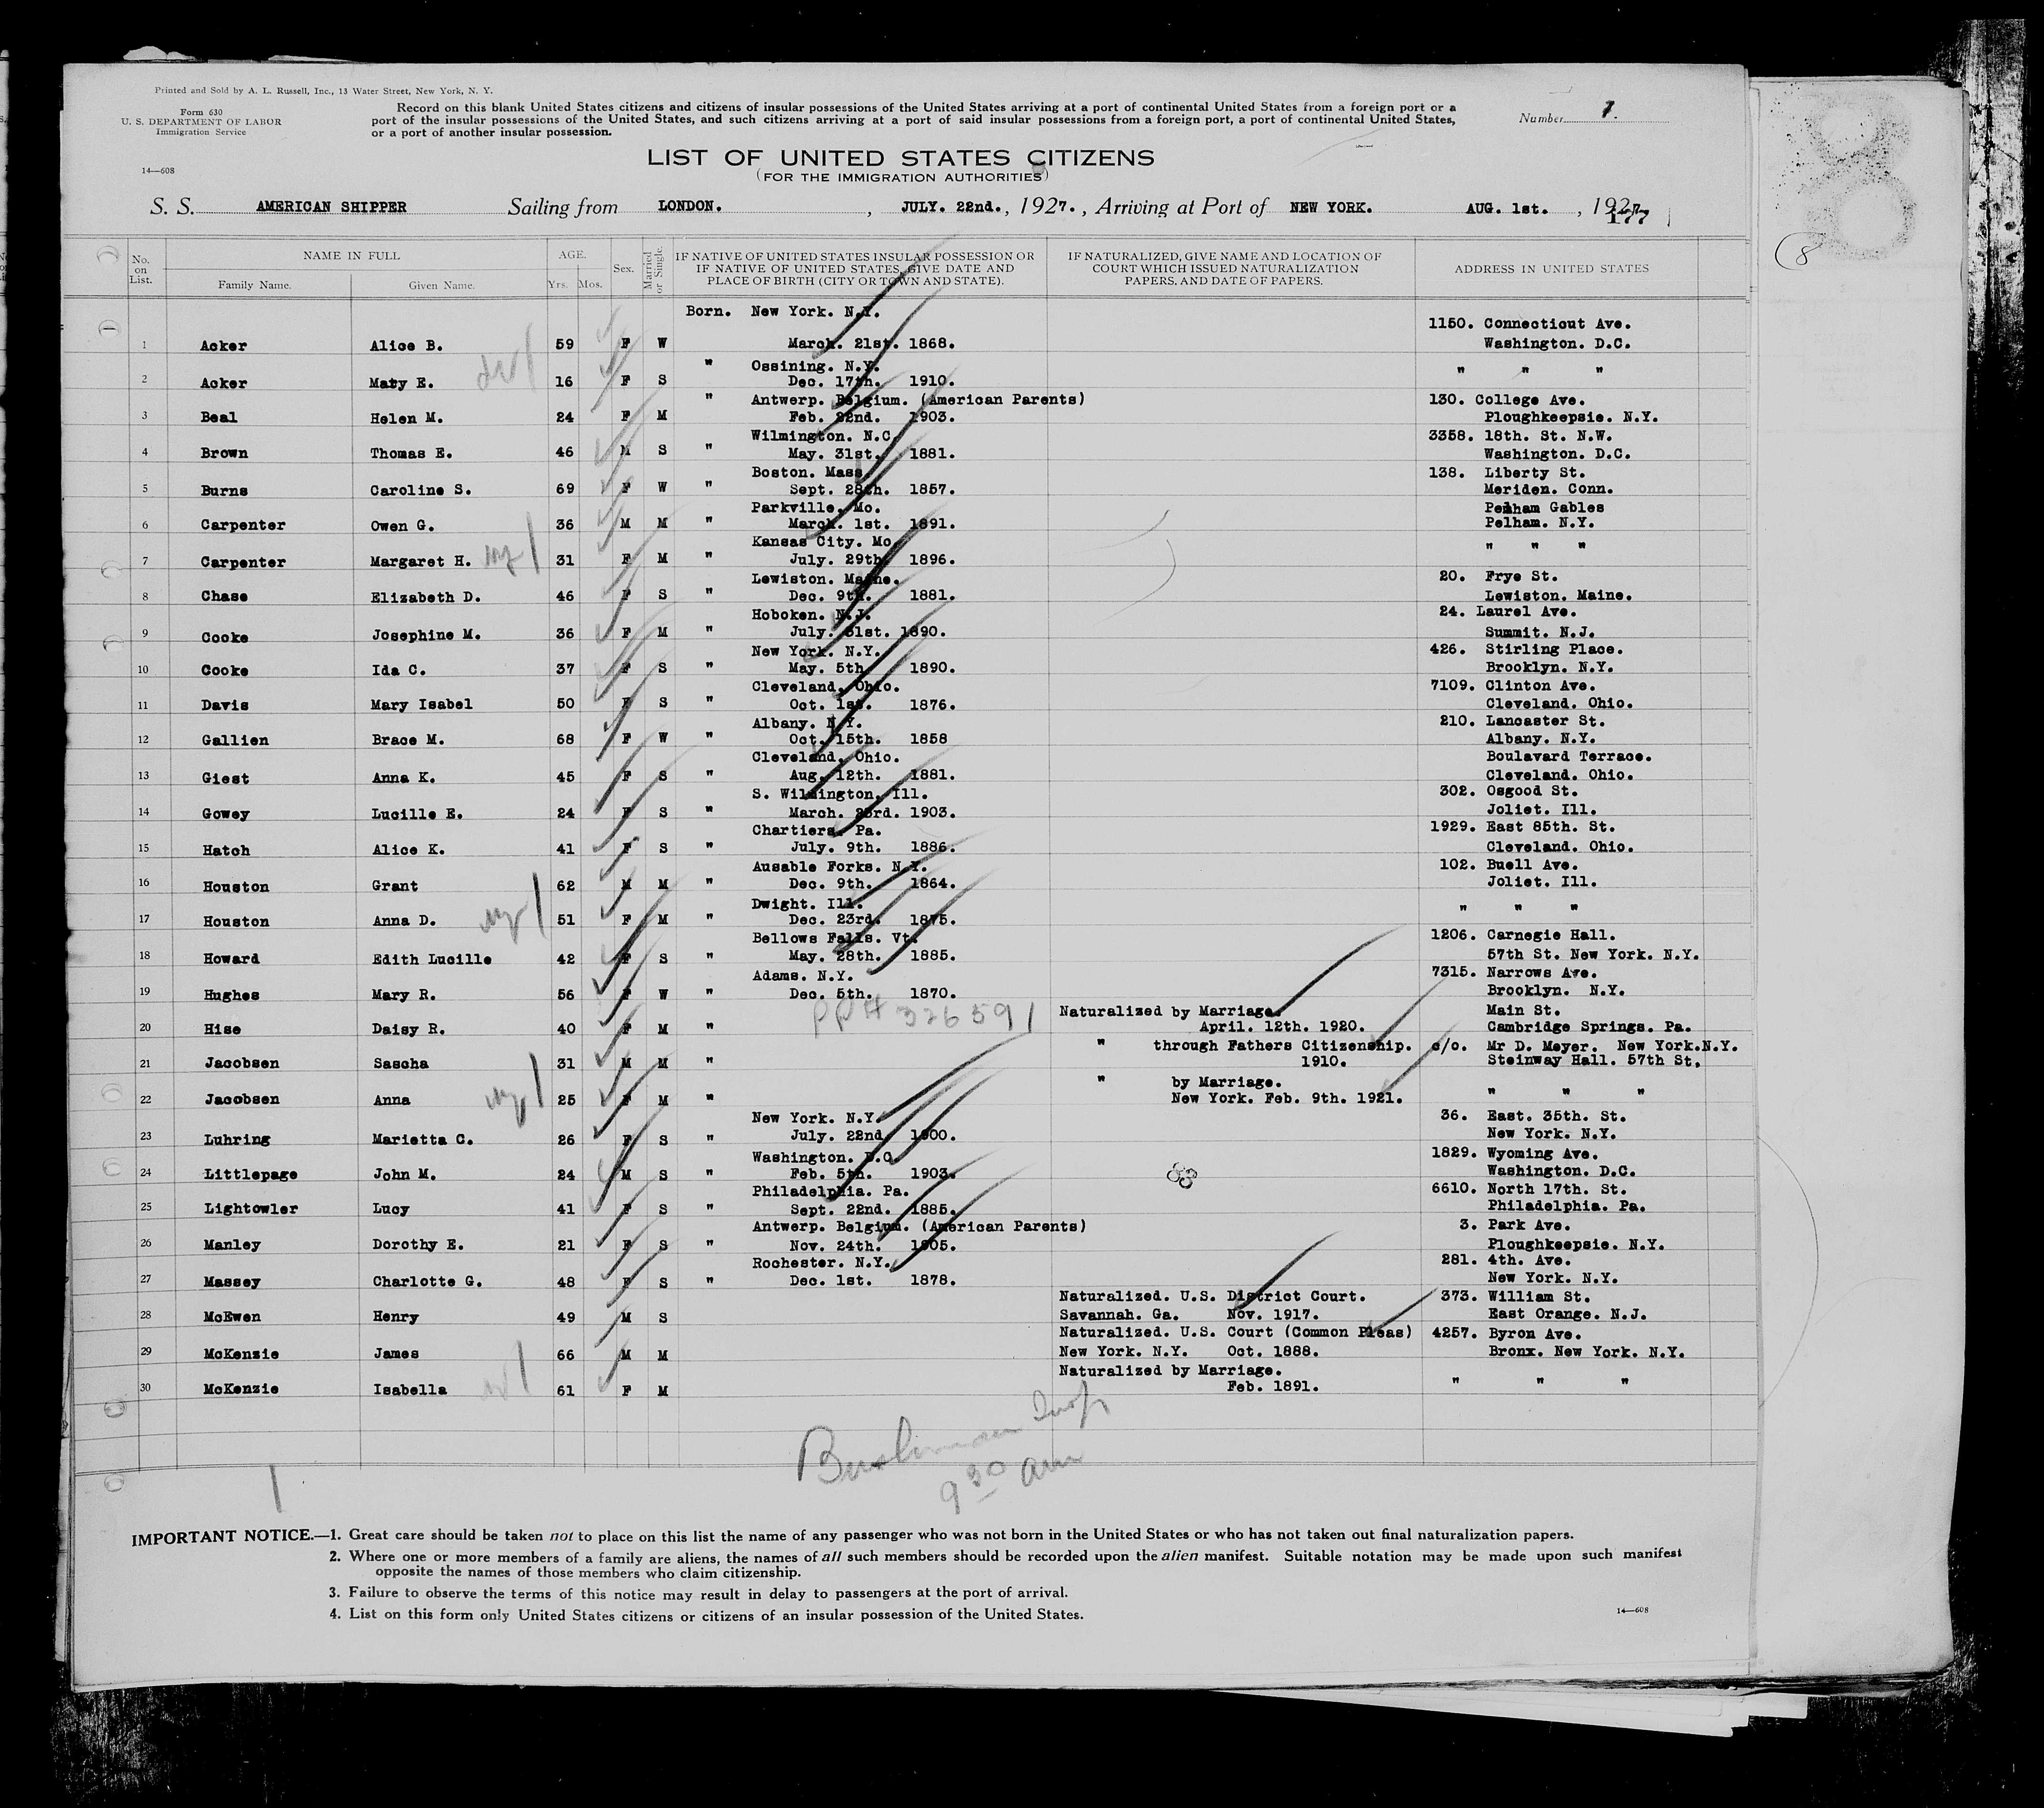 Printed and Sold by A. L. Russell, Inc., 13 Water Street, New York, N. Y.
Form 630
U. S. DEPARTMENT OF LABOR
Immigration Service
14—608
Record on this blank United States citizens and citizens of insular possessions of the United States arriving at a port of continental United States from a foreign port or a
port of the insular possessions of the United States, and such citizens arriving at a port of said insular possessions from a foreign port, a port of continental United States,
or a port of another insular possession.
Number 1.
LIST OF UNITED STATES CITIZENS
(FOR THE IMMIGRATION AUTHORITIES)
S. S. AMERICAN SHIPPER Sailing from LONDON. , JULY. 22nd., 1927., Arriving at Port of NEW YORK. AUG. 1st. , 1927.
177
8
No. on List. NAME IN FULL AGE. Sex. Married or Single. IF NATIVE OF UNITED STATES INSULAR POSSESSION OR IF NATIVE OF UNITED STATES, GIVE DATE AND PLACE OF BIRTH (CITY OR TOWN AND STATE). IF NATURALIZED, GIVE NAME AND LOCATION OF COURT WHICH ISSUED NATURALIZATION PAPERS, AND DATE OF PAPERS. ADDRESS IN UNITED STATES
Family Name. Given Name. Yrs. Mos.
Born. New York. N.Y. 1150. Connecticut Ave.
1 Acker Alice B. 59 F W March. 21st. 1868. Washington. D.C.
" Ossining. N.Y.
2 Acker Mary E. 16 F S Dec. 17th. 1910. " " "
" Antwerp. Belgium. (American Parents) 130. College Ave.
3 Beal Helen M. 24 F M Feb. 22nd. 1903. Ploughkeepsie. N.Y.
Wilmington. N.C. 3358. 18th. St. N.W.
4 Brown Thomas E. 46 M S " May. 31st. 1881. Washington. D.C.
Boston. Mass. 138. Liberty St.
5 Burns Caroline S. 69 F W " Sept. 28th. 1857. Meriden. Conn.
Parkville. Mo. Pelham Gables
6 Carpenter Owen G. 36 M M " March. 1st. 1891. Pelham. N.Y.
Kansas City. Mo.
7 Carpenter Margaret H. 31 F M " July. 29th 1896. " " "
Lewiston. Maine. 20. Frye St.
8 Chase Elizabeth D. 46 F S " Dec. 9th. 1881. Lewiston. Maine.
Hoboken. N.J. 24. Laurel Ave.
9 Cooke Josephine M. 36 F M " July. 31st. 1890. Summit. N.J.
New York. N.Y. 426. Stirling Place.
10 Cooke Ida C. 37 F S " May. 5th 1890. Brooklyn. N.Y.
Cleveland. Ohio. 7109. Clinton Ave.
11 Davis Mary Isabel 50 F S " Oct. 1st. 1876. Cleveland. Ohio.
Albany. N.Y. 210. Lancaster St.
12 Gallien Brace M. 68 F W " Oct. 15th. 1858 Albany. N.Y.
Cleveland. Ohio. Boulavard Terrace.
13 Giest Anna K. 45 F S " Aug. 12th. 1881. Cleveland. Ohio.
S. Wilmington. Ill. 302. Osgood St.
14 Gowey Lucille E. 24 F S " March. 23rd. 1903. Joliet. Ill.
Chartiers. Pa. 1929. East 85th. St.
15 Hatch Alice K. 41 F S " July. 9th. 1886. Cleveland. Ohio.
Ausable Forks. N.Y. 102. Buell Ave.
16 Houston Grant 62 M M " Dec. 9th. 1864. Joliet. Ill.
Dwight. Ill.
17 Houston Anna D. 51 F M " Dec. 23rd. 1875. " " "
Bellows Falls. Vt. 1206. Carnegie Hall.
18 Howard Edith Lucille 42 F S " May. 28th. 1885. 57th St. New York. N.Y.
Adams. N.Y. 7315. Narrows Ave.
19 Hughes Mary R. 56 F W " Dec. 5th. 1870. Brooklyn. N.Y.
PP# 326591 Naturalized by Marriage. Main St.
20 Hise Daisy R. 40 F M " April. 12th. 1920. Cambridge Springs. Pa.
" through Fathers Citizenship. c/o. Mr D. Meyer. New York.N.Y.
21 Jacobsen Sascha 31 M M " 1910. Steinway Hall. 57th St.
" by Marriage.
22 Jacobsen Anna 25 F M " New York. Feb. 9th. 1921. " " "
New York. N.Y. 36. East. 35th. St.
23 Luhring Marietta C. 26 F S " July. 22nd 1900. New York. N.Y.
Washington. D.C. 1829. Wyoming Ave.
24 Littlepage John M. 24 M S " Feb. 5th. 1903. Washington. D.C.
Philadelphia. Pa. 6610. North 17th. St.
25 Lightowler Lucy 41 F S " Sept. 22nd. 1885. Philadelphia. Pa.
Antwerp. Belgium. (American Parents) 3. Park Ave.
26 Manley Dorothy E. 21 F S " Nov. 24th. 1905. Ploughkeepsie. N.Y.
Rochester. N.Y. 281. 4th. Ave.
27 Massey Charlotte G. 48 F S " Dec. 1st. 1878. New York. N.Y.
Naturalized. U.S. District Court. 373. William St.
28 McEwen Henry 49 M S Savannah. Ga. Nov. 1917. East Orange. N.J.
Naturalized. U.S. Court (Common Pleas) 4257. Byron Ave.
29 McKenzie James 66 M M New York. N.Y. Oct. 1888. Bronx. New York. N.Y.
Naturalized by Marriage.
30 McKenzie Isabella 61 F M Feb. 1891. " " "
Bushman Insp
9 30 am
IMPORTANT NOTICE.—1. Great care should be taken not to place on this list the name of any passenger who was not born in the United States or who has not taken out final naturalization papers.
2. Where one or more members of a family are aliens, the names of all such members should be recorded upon the alien manifest. Suitable notation may be made upon such manifest
opposite the names of those members who claim citizenship.
3. Failure to observe the terms of this notice may result in delay to passengers at the port of arrival.
4. List on this form only United States citizens or citizens of an insular possession of the United States.
14—608